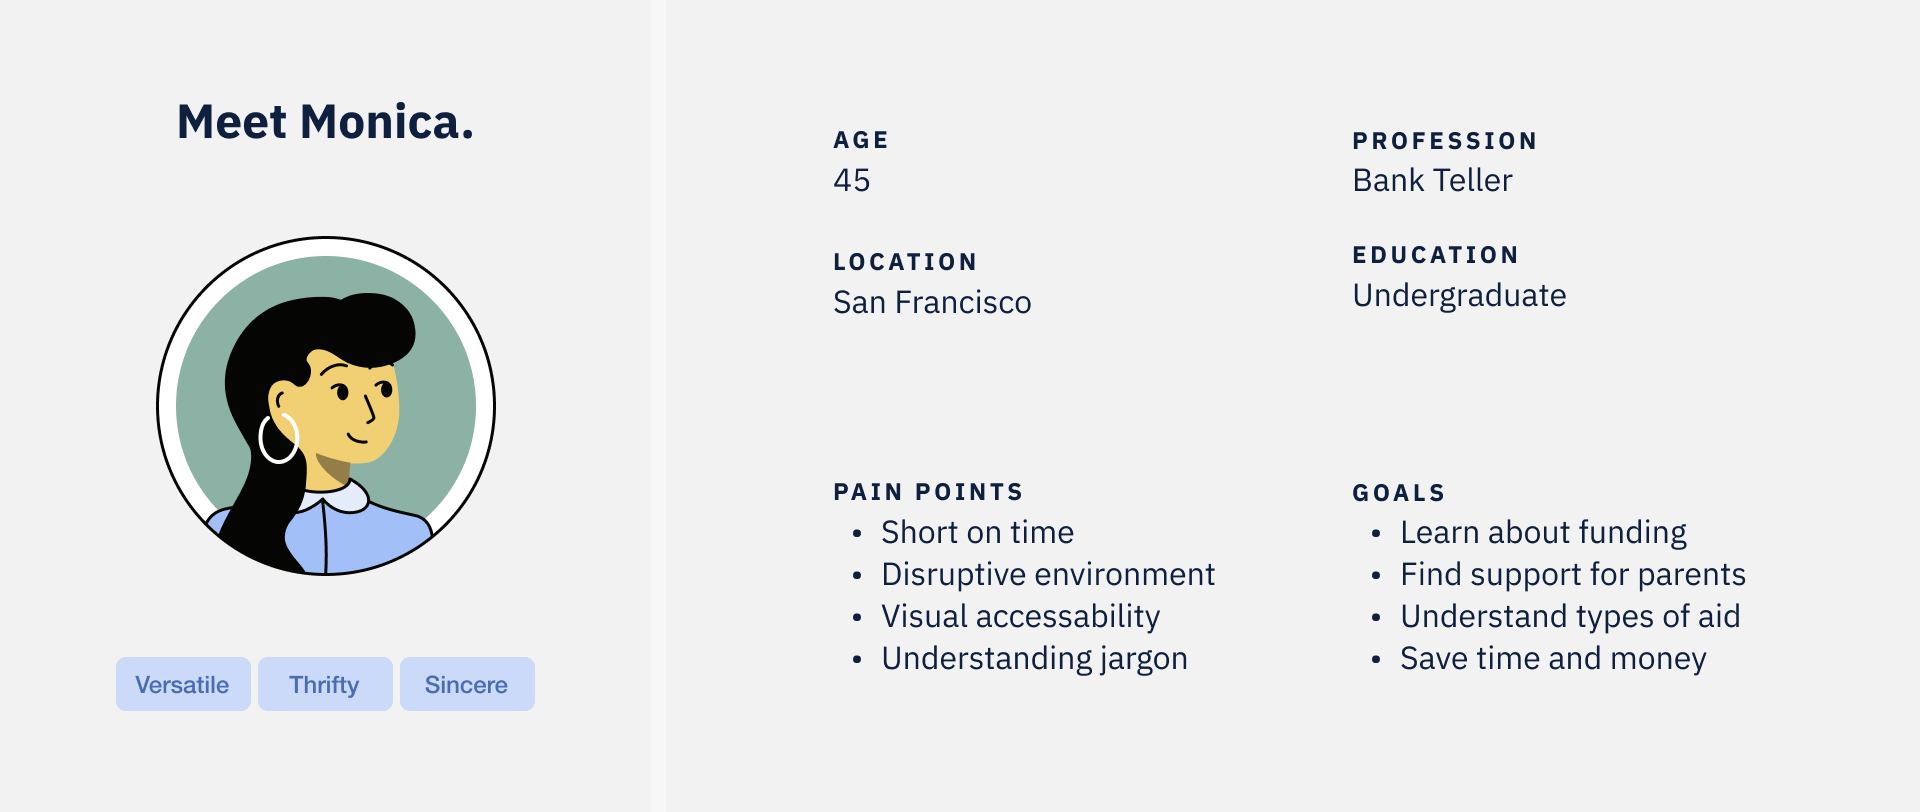 Meet Monica.
Versatile
Thrifty
Sincere
AGE
45
LOCATION
San Francisco
PROFESSION
Bank Teller
EDUCATION
Undergraduate
PAIN POINTS
• Short on time
• Disruptive environment
• Visual accessability
• Understanding jargon
GOALS
• Learn about funding
• Find support for parents
• Understand types of aid
• Save time and money